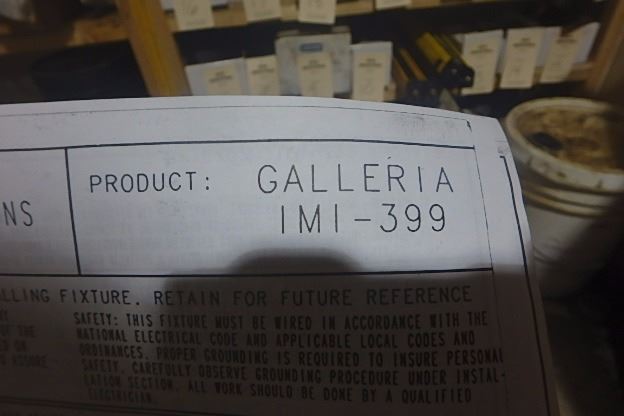 PRODUCT: GALLERIA
IMI-399
NS
LLING FIXTURE. RETAIN FOR FUTURE REFERENCE
SAFETY: THIS FIXTURE MUST BE WIRED IN ACCORDANCE WITH THE
NATIONAL ELECTRICAL CODE AND APPLICABLE LOCAL CODES AND
ORDINANCES. PROPER GROUNDING IS REQUIRED TO INSURE PERSONAL
SAFETY. CAREFULLY OBSERVE GROUNDING PROCEDURE UNDER INSTAL-
LATION SECTION. ALL WORK SHOULD BE DONE BY A QUALIFIED
ELECTRICIAN.